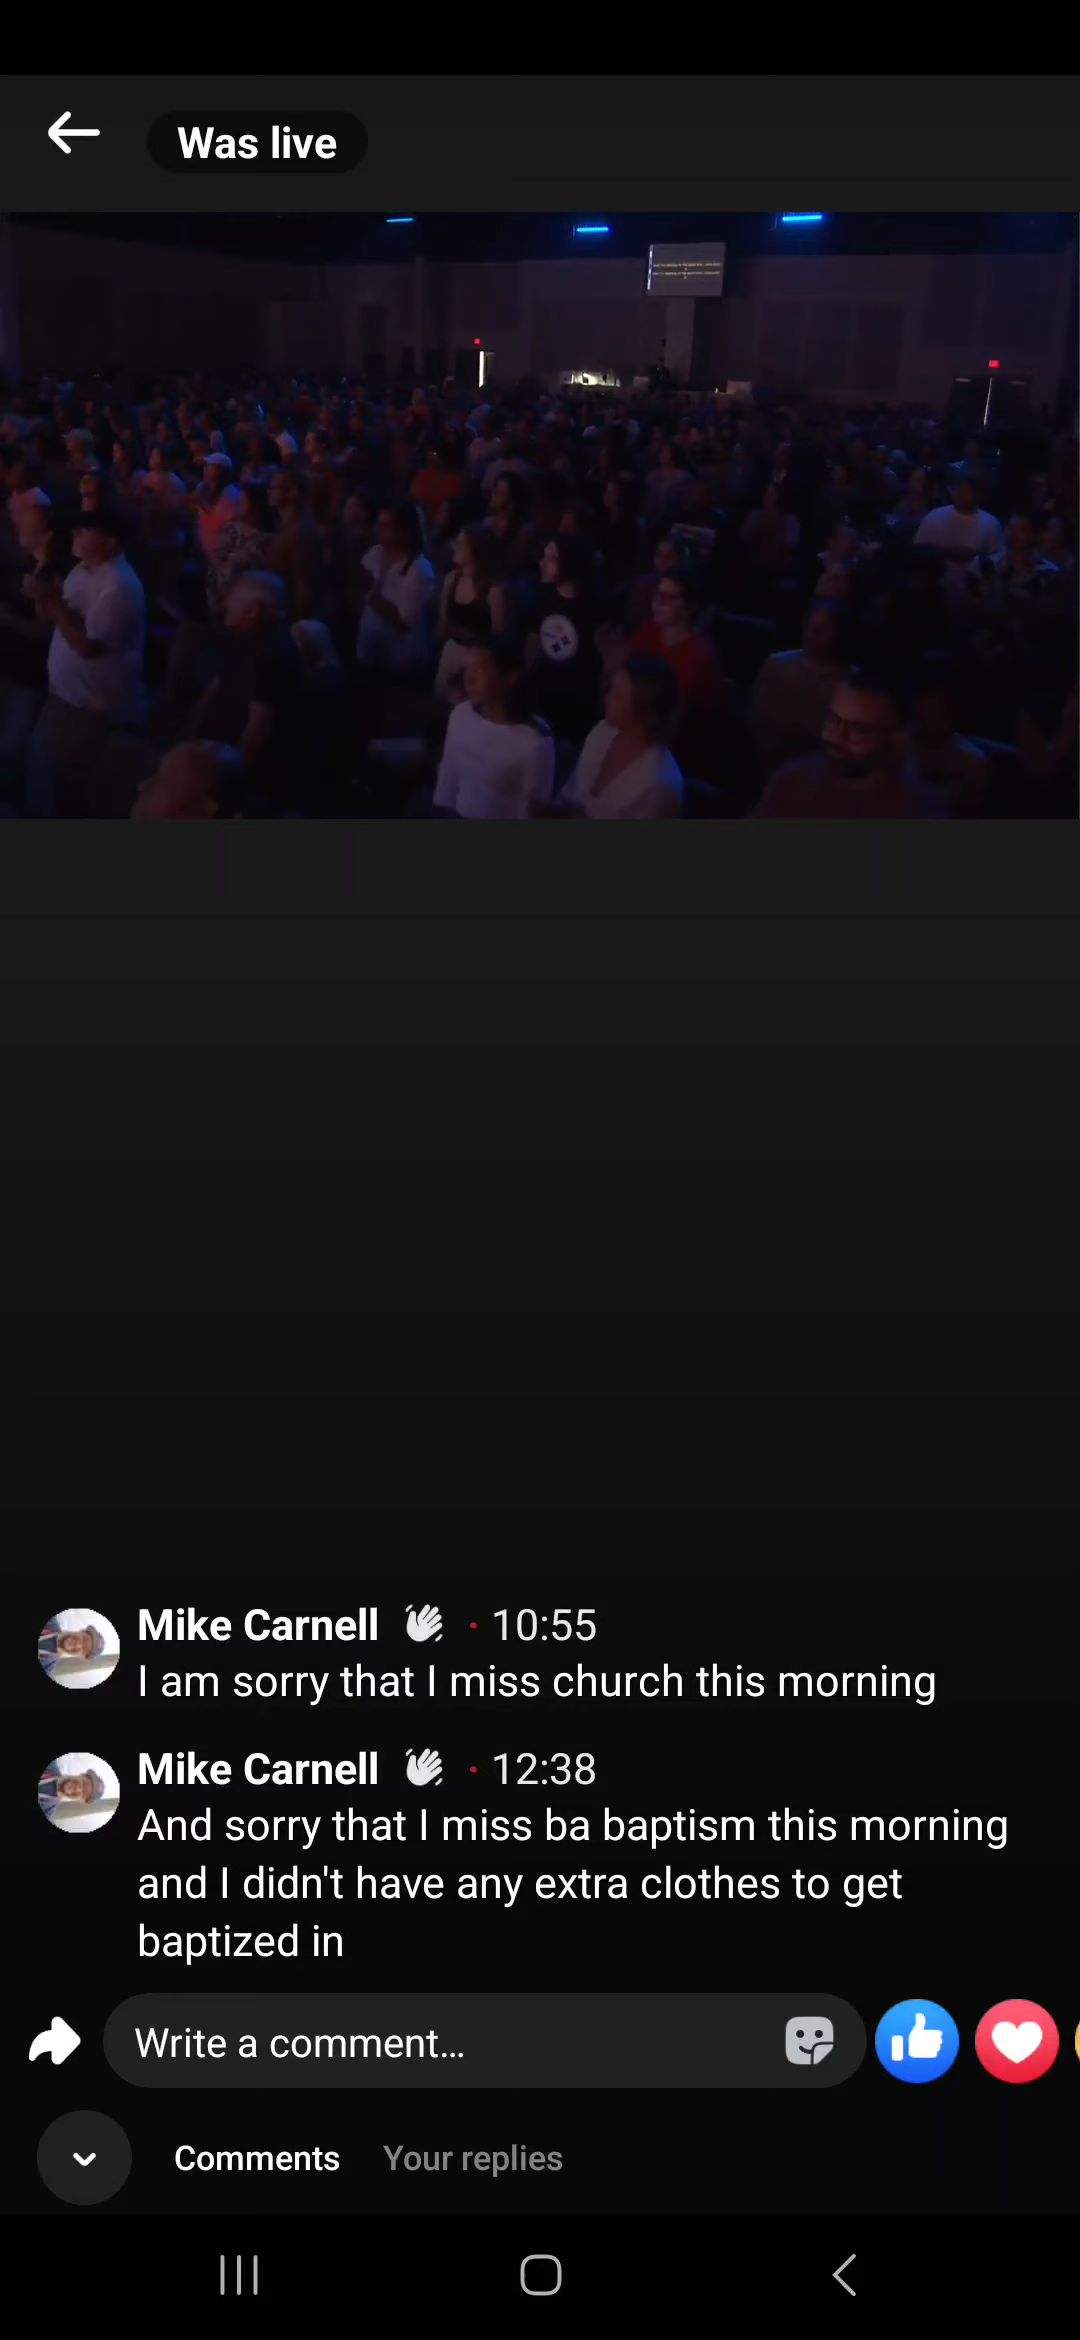 Was live
Mike Carnell 👋 · 10:55
I am sorry that I miss church this morning
Mike Carnell 👋 · 12:38
And sorry that I miss ba baptism this morning
and I didn't have any extra clothes to get
baptized in
Write a comment...
Comments Your replies